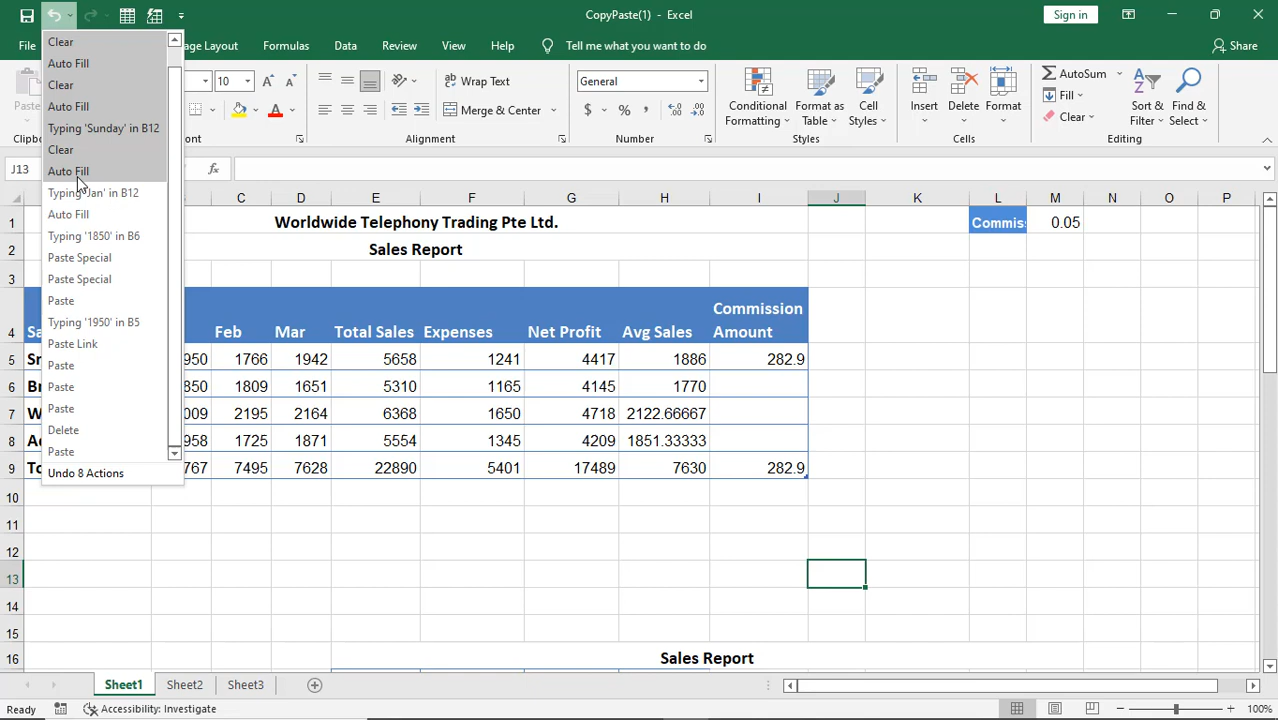 CopyPaste(1) - Excel
Sign in
File
Page Layout
Formulas
Data
Review
View
Help
Tell me what you want to do
Share
Clear
Auto Fill
Clear
Auto Fill
Typing 'Sunday' in B12
Clear
Auto Fill
Typing 'Jan' in B12
Auto Fill
Typing '1850' in B6
Paste Special
Paste Special
Paste
Typing '1950' in B5
Paste Link
Paste
Paste
Paste
Delete
Paste
Undo 8 Actions
Paste
10
Wrap Text
Merge & Center
General
Conditional Formatting
Format as Table
Cell Styles
Insert
Delete
Format
AutoSum
Fill
Clear
Sort & Filter
Find & Select
Number
Cells
Editing
J13
fx
C D E F G H I J K L M N O P
1 Worldwide Telephony Trading Pte Ltd. Commis 0.05
2 Sales Report
3
4 Feb Mar Total Sales Expenses Net Profit Avg Sales Commission Amount
5 950 1766 1942 5658 1241 4417 1886 282.9
6 850 1809 1651 5310 1165 4145 1770
7 009 2195 2164 6368 1650 4718 2122.66667
8 958 1725 1871 5554 1345 4209 1851.33333
9 767 7495 7628 22890 5401 17489 7630 282.9
10
11
12
13
14
15
16 Sales Report
Sheet1 Sheet2 Sheet3
Ready
Accessibility: Investigate
100%